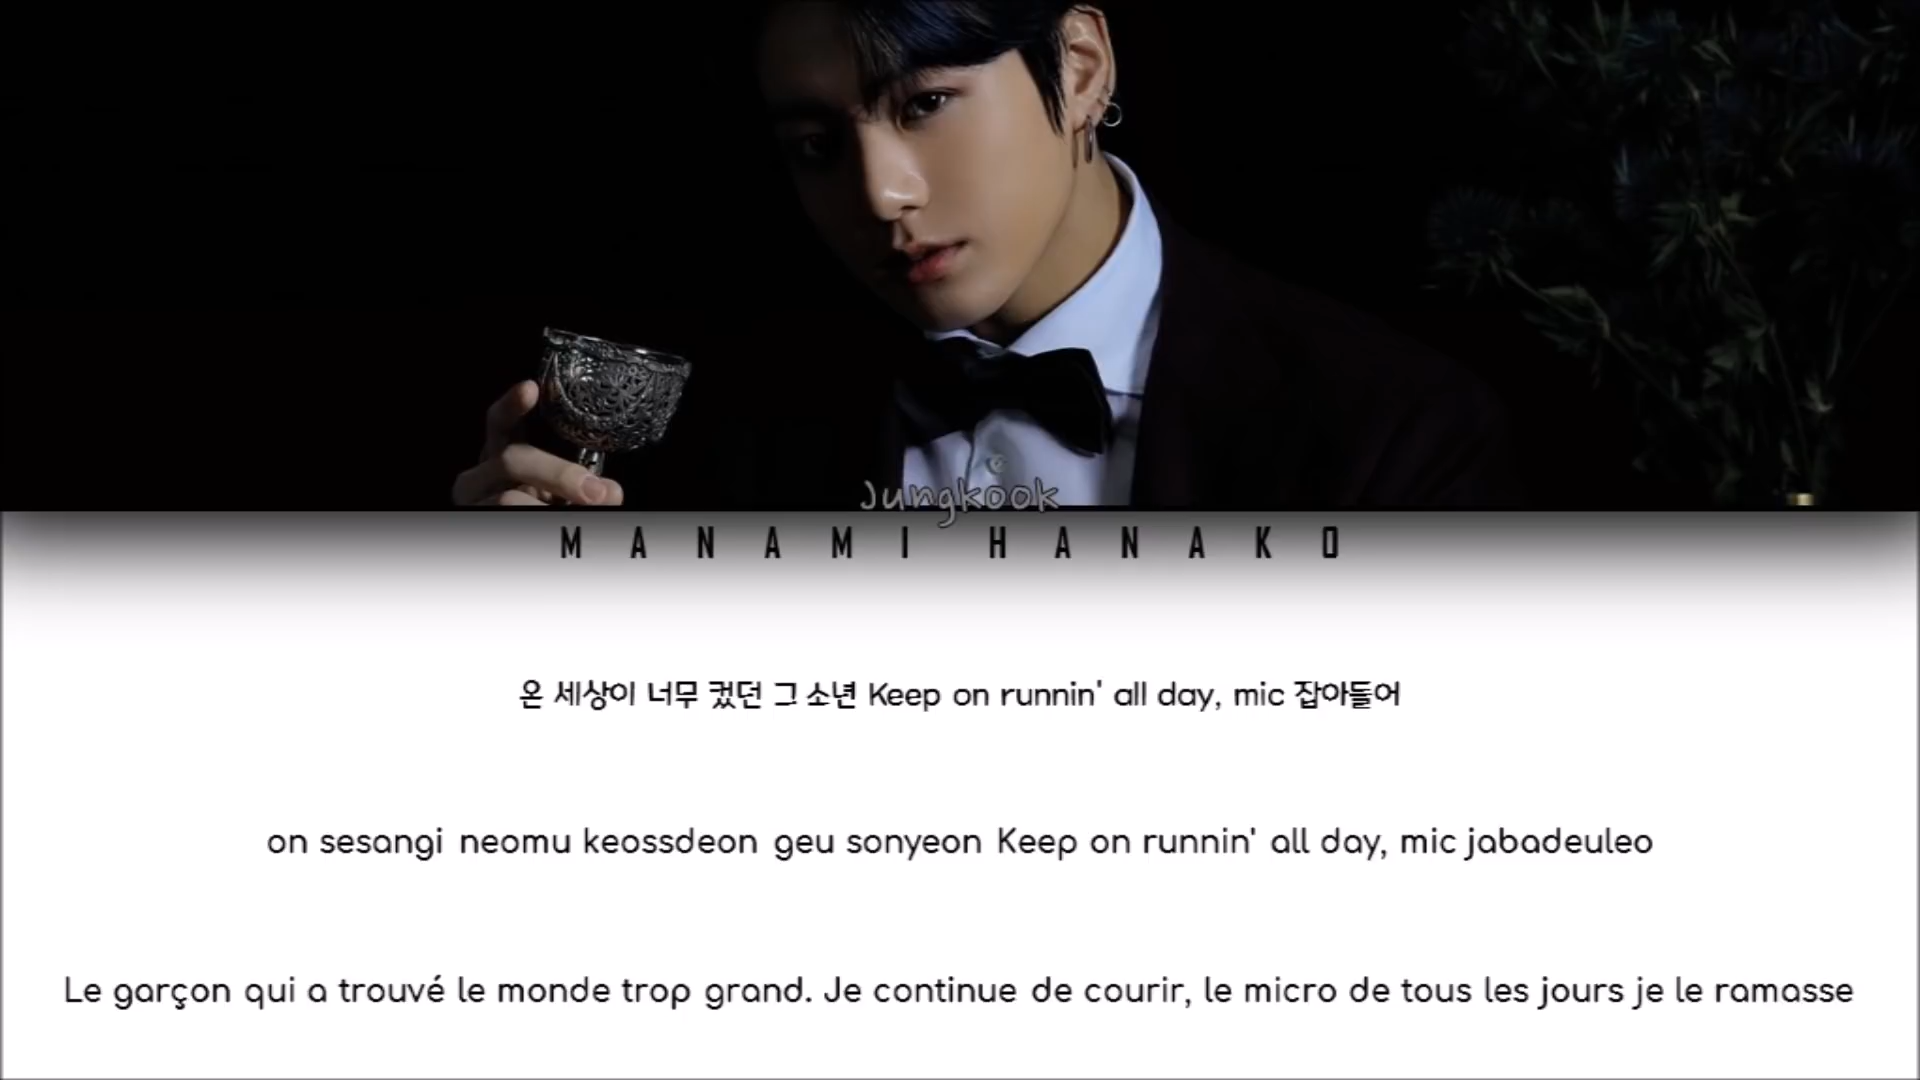 Jungkook
MANAMI HANAKO
온 세상이 너무 컸던 그 소년 Keep on runnin' all day, mic 잡아들어
on sesangi neomu keossdeon geu sonyeon Keep on runnin' all day, mic jabadeuleo
Le garçon qui a trouvé le monde trop grand. Je continue de courir, le micro de tous les jours je le ramasse